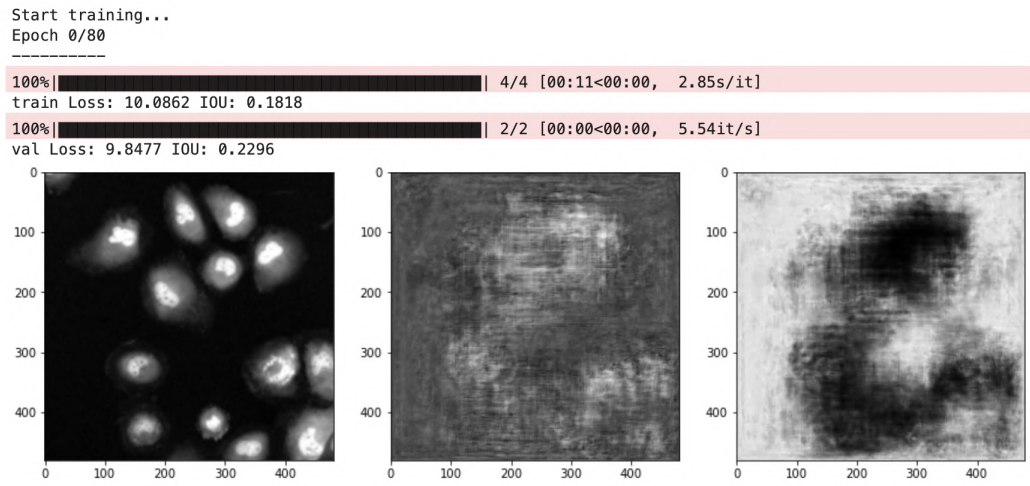 Start training...
Epoch 0/80
----------
100%|██████████| 4/4 [00:11<00:00,  2.85s/it]
train Loss: 10.0862 IOU: 0.1818
100%|██████████| 2/2 [00:00<00:00,  5.54it/s]
val Loss: 9.8477 IOU: 0.2296
0
100
200
300
400
0 100 200 300 400
0
100
200
300
400
0 100 200 300 400
0
100
200
300
400
0 100 200 300 400